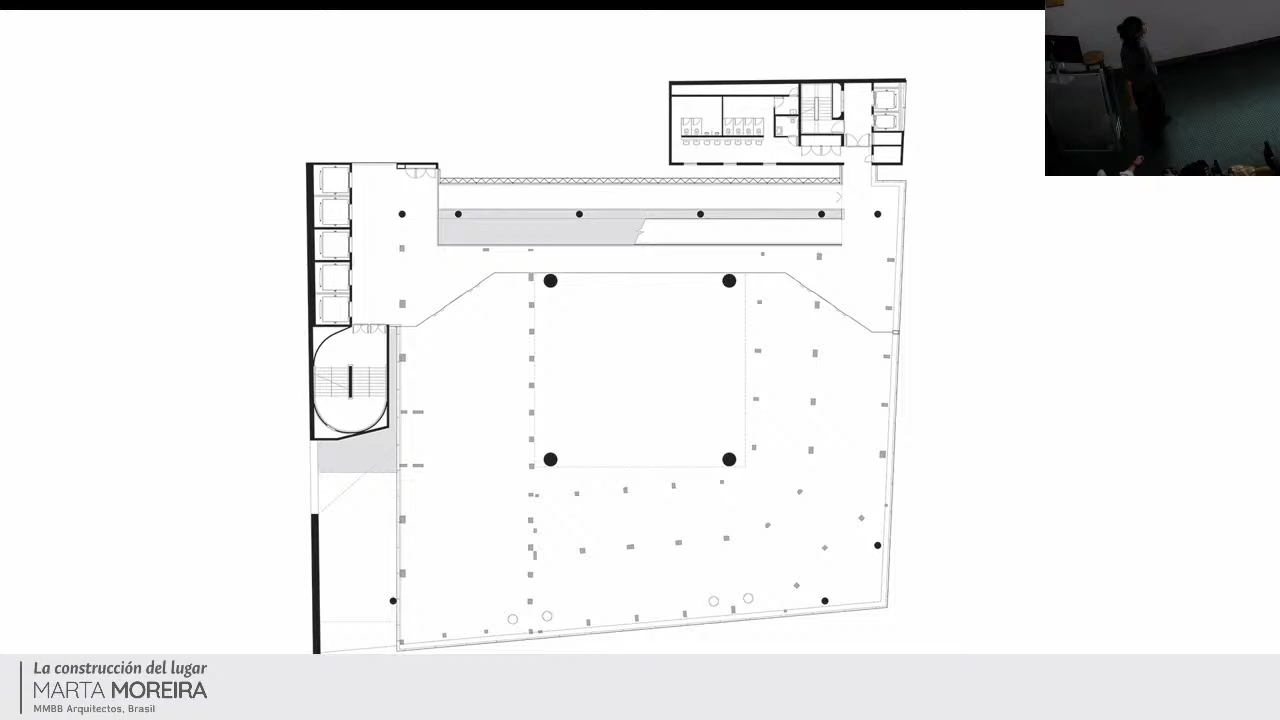 La construcción del lugar
MARTA MOREIRA
MMBB Arquitectos, Brasil